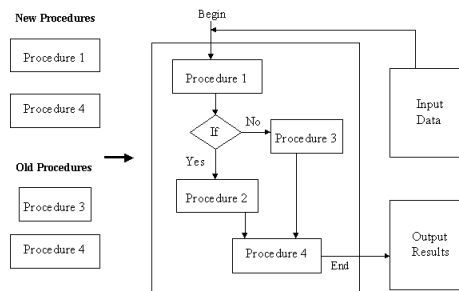 New Procedures
Procedure 1
Procedure 4
Old Procedures
Procedure 3
Procedure 4
Begin
Procedure 1
If
No
Procedure 3
Yes
Procedure 2
Procedure 4
End
Input
Data
Output
Results